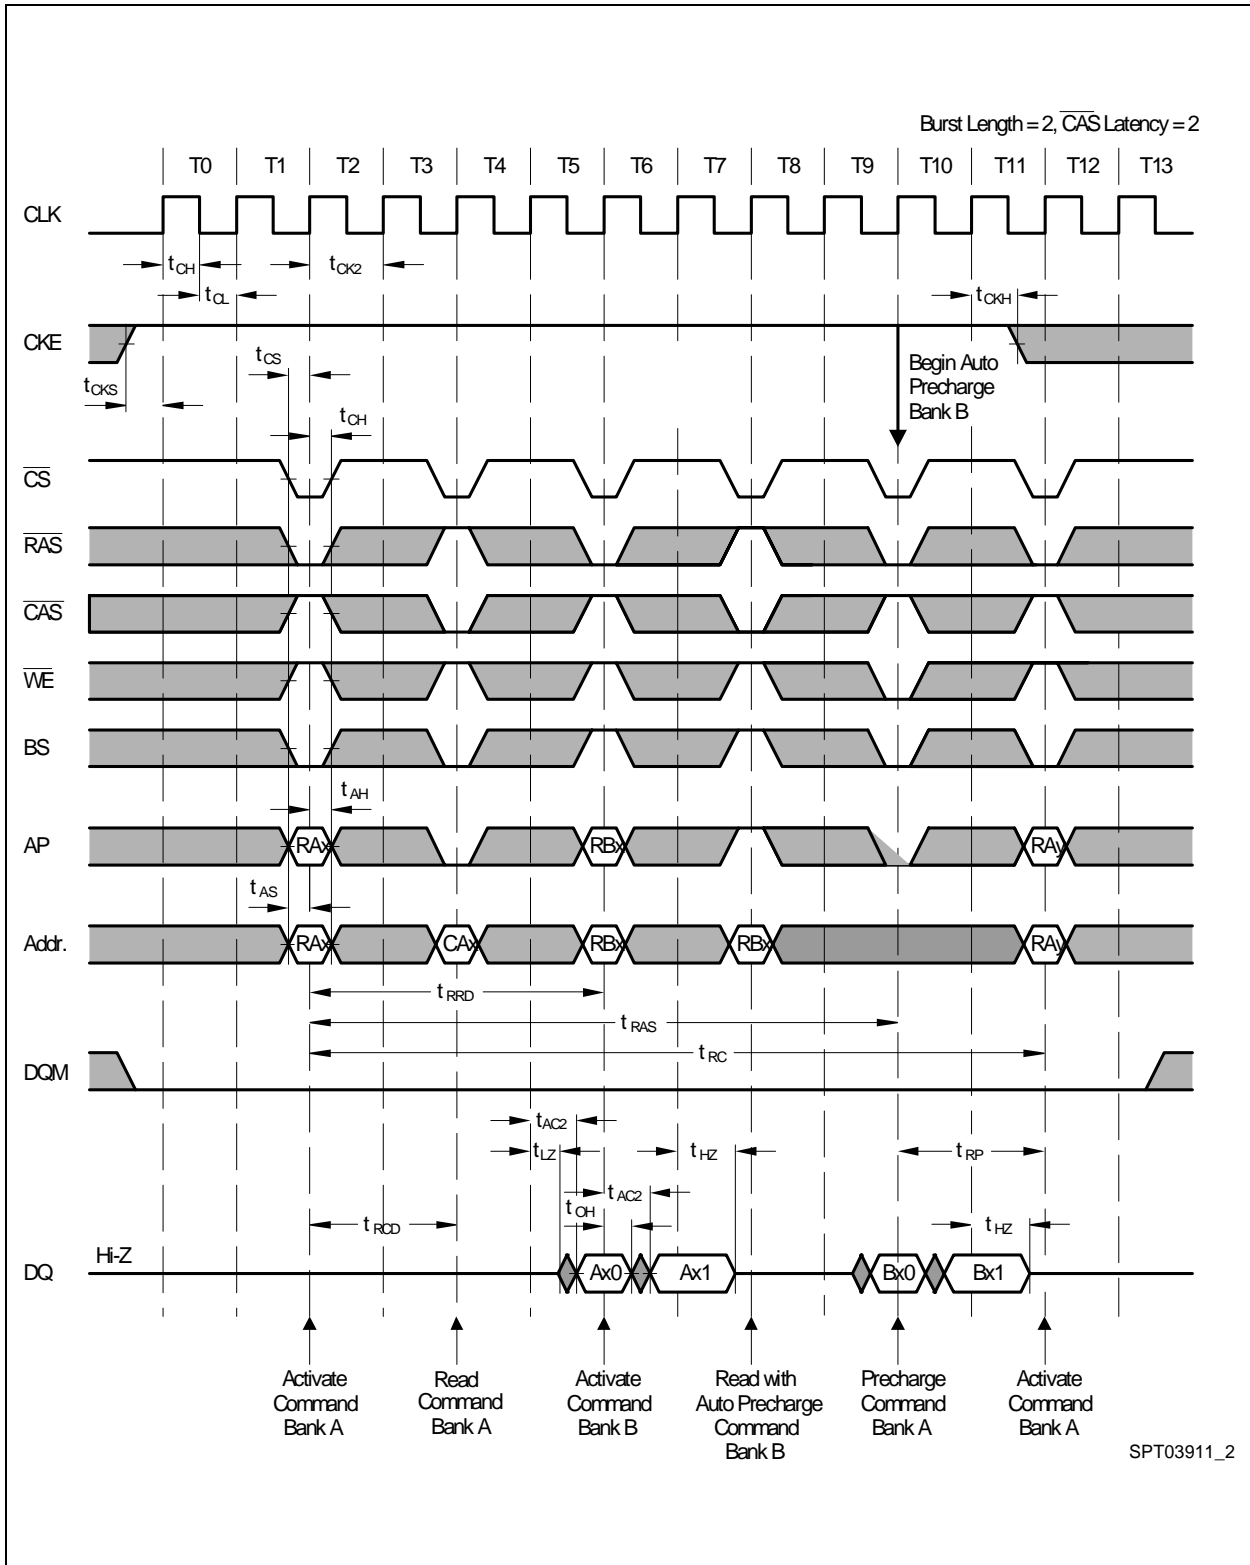 Burst Length = 2, CAS Latency = 2
T0 T1 T2 T3 T4 T5 T6 T7 T8 T9 T10 T11 T12 T13
CLK
tCH tCK2
tCL tCKH
CKE
tCS
Begin Auto
Precharge
Bank B
tCKS
tCH
CS
RAS
CAS
WE
BS
tAH
AP RAx RBx RAy
tAS
Addr. RAx CAx RBx RBx RAy
tRRD
tRAS
tRC
DQM
tAC2
tLZ tHZ tRP
tAC2
tOH
tRCD tHZ
Hi-Z
DQ Ax0 Ax1 Bx0 Bx1
Activate
Command
Bank A
Read
Command
Bank A
Activate
Command
Bank B
Read with
Auto Precharge
Command
Bank B
Precharge
Command
Bank A
Activate
Command
Bank A
SPT03911_2